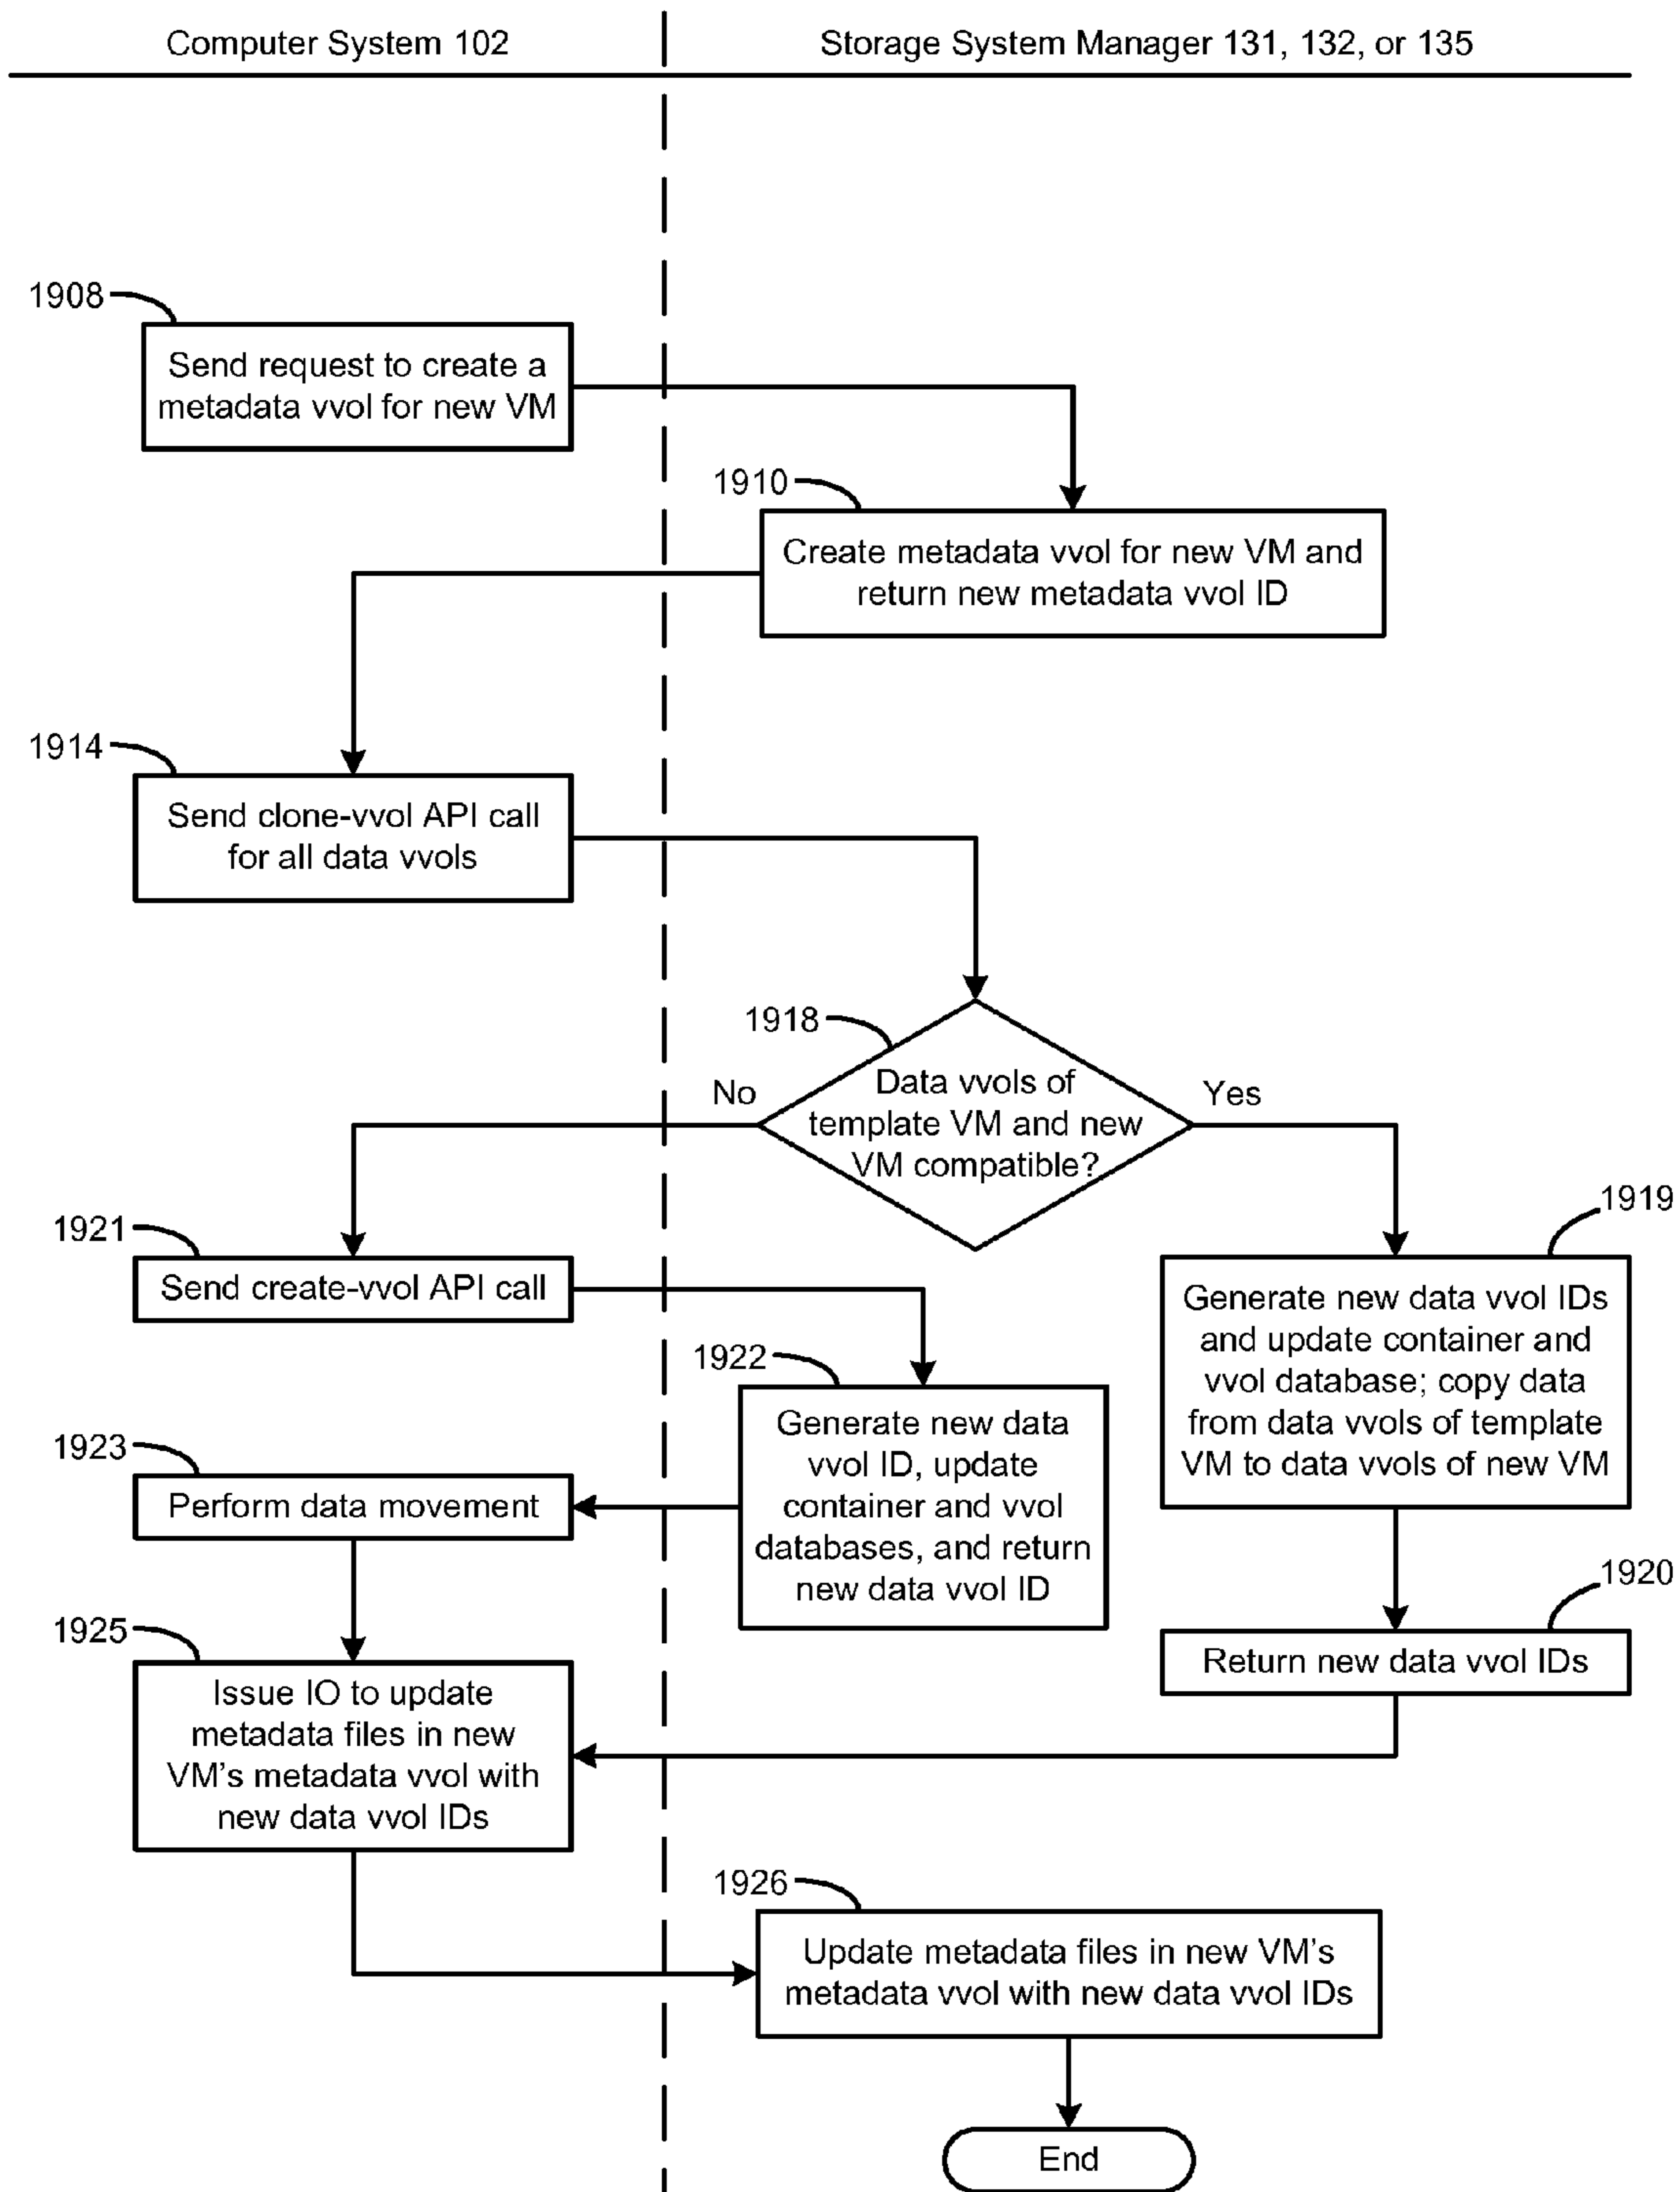 Computer System 102
Storage System Manager 131, 132, or 135
1908
Send request to create a
metadata vvol for new VM
1910
Create metadata vvol for new VM and
return new metadata vvol ID
1914
Send clone-vvol API call
for all data vvols
1918
Data vvols of
template VM and new
VM compatible?
No
Yes
1919
Generate new data vvol IDs
and update container and
vvol database; copy data
from data vvols of template
VM to data vvols of new VM
1921
Send create-vvol API call
1922
Generate new data
vvol ID, update
container and vvol
databases, and return
new data vvol ID
1923
Perform data movement
1920
Return new data vvol IDs
1925
Issue IO to update
metadata files in new
VM's metadata vvol with
new data vvol IDs
1926
Update metadata files in new VM's
metadata vvol with new data vvol IDs
End